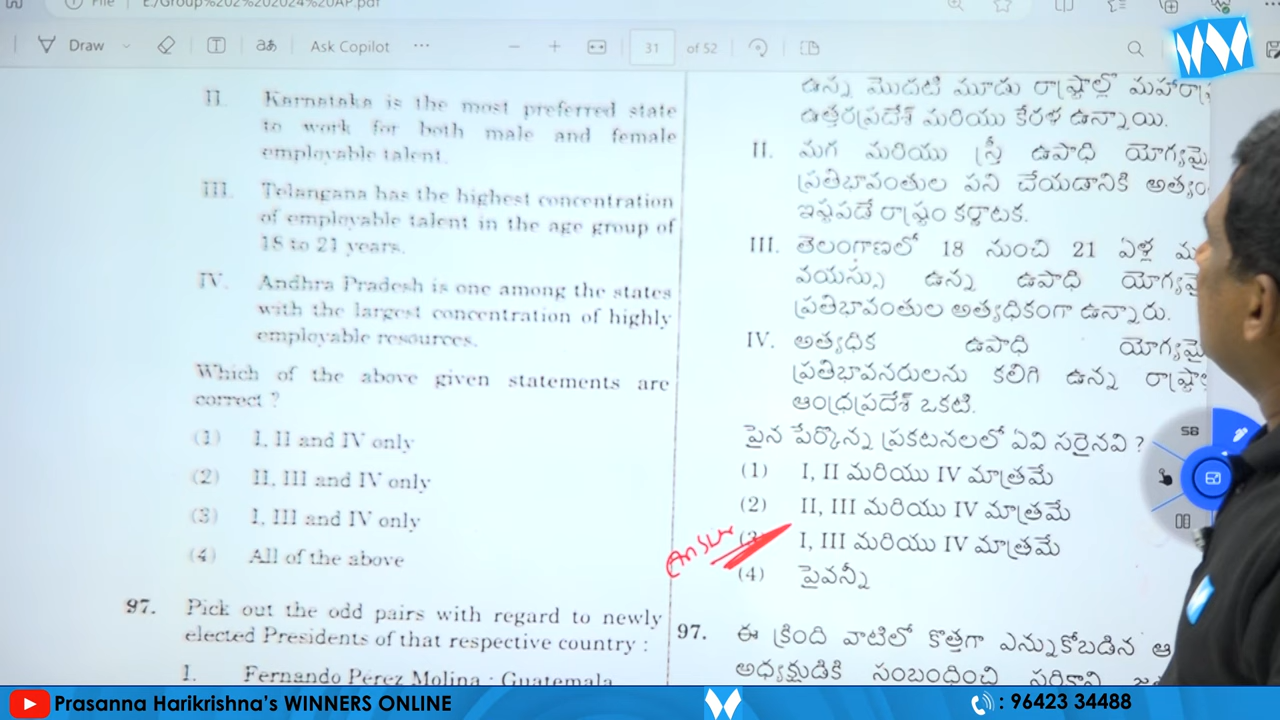 File
E:/Group%202%202024%20AP.pdf
Draw
Ask Copilot
31
of 52
II. Karnataka is the most preferred state
to work for both male and female
employable talent.
III. Telangana has the highest concentration
of employable talent in the age group of
18 to 21 years.
IV. Andhra Pradesh is one among the states
with the largest concentration of highly
employable resources.
Which of the above given statements are
correct ?
(1) I, II and IV only
(2) II, III and IV only
(3) I, III and IV only
(4) All of the above
97. Pick out the odd pairs with regard to newly
elected Presidents of that respective country :
I. Fernando Perez Molina : Guatemala
ఉన్న మొదటి మూడు రాష్ట్రాల్లో
ఉత్తరప్రదేశ్ మరియు కేరళ ఉన్నాయి.
II. మగ మరియు స్త్రీ ఉపాధి
ప్రతిభావంతుల పని చేయడానికి
ఇష్టపడే రాష్ట్రం కర్ణాటక.
III. తెలంగాణలో 18 నుంచి 21 ఏళ్ల
వయస్సు ఉన్న ఉపాధి
ప్రతిభావంతుల అత్యధికంగా ఉన్నారు.
IV. అత్యధిక ఉపాధి
ప్రతిభావనరులను కలిగి ఉన్న
ఆంధ్రప్రదేశ్ ఒకటి.
పైన పేర్కొన్న ప్రకటనలలో ఏవి సరైనవి ?
(1) I, II మరియు IV మాత్రమే
(2) II, III మరియు IV మాత్రమే
Answer (3) I, III మరియు IV మాత్రమే
(4) పైవన్నీ
97. ఈ క్రింది వాటిలో కొత్తగా ఎన్నుకోబడిన
అధ్యక్షుడికి సంబంధించి సరికాని
SB
Prasanna Harikrishna's WINNERS ONLINE
: 96423 34488